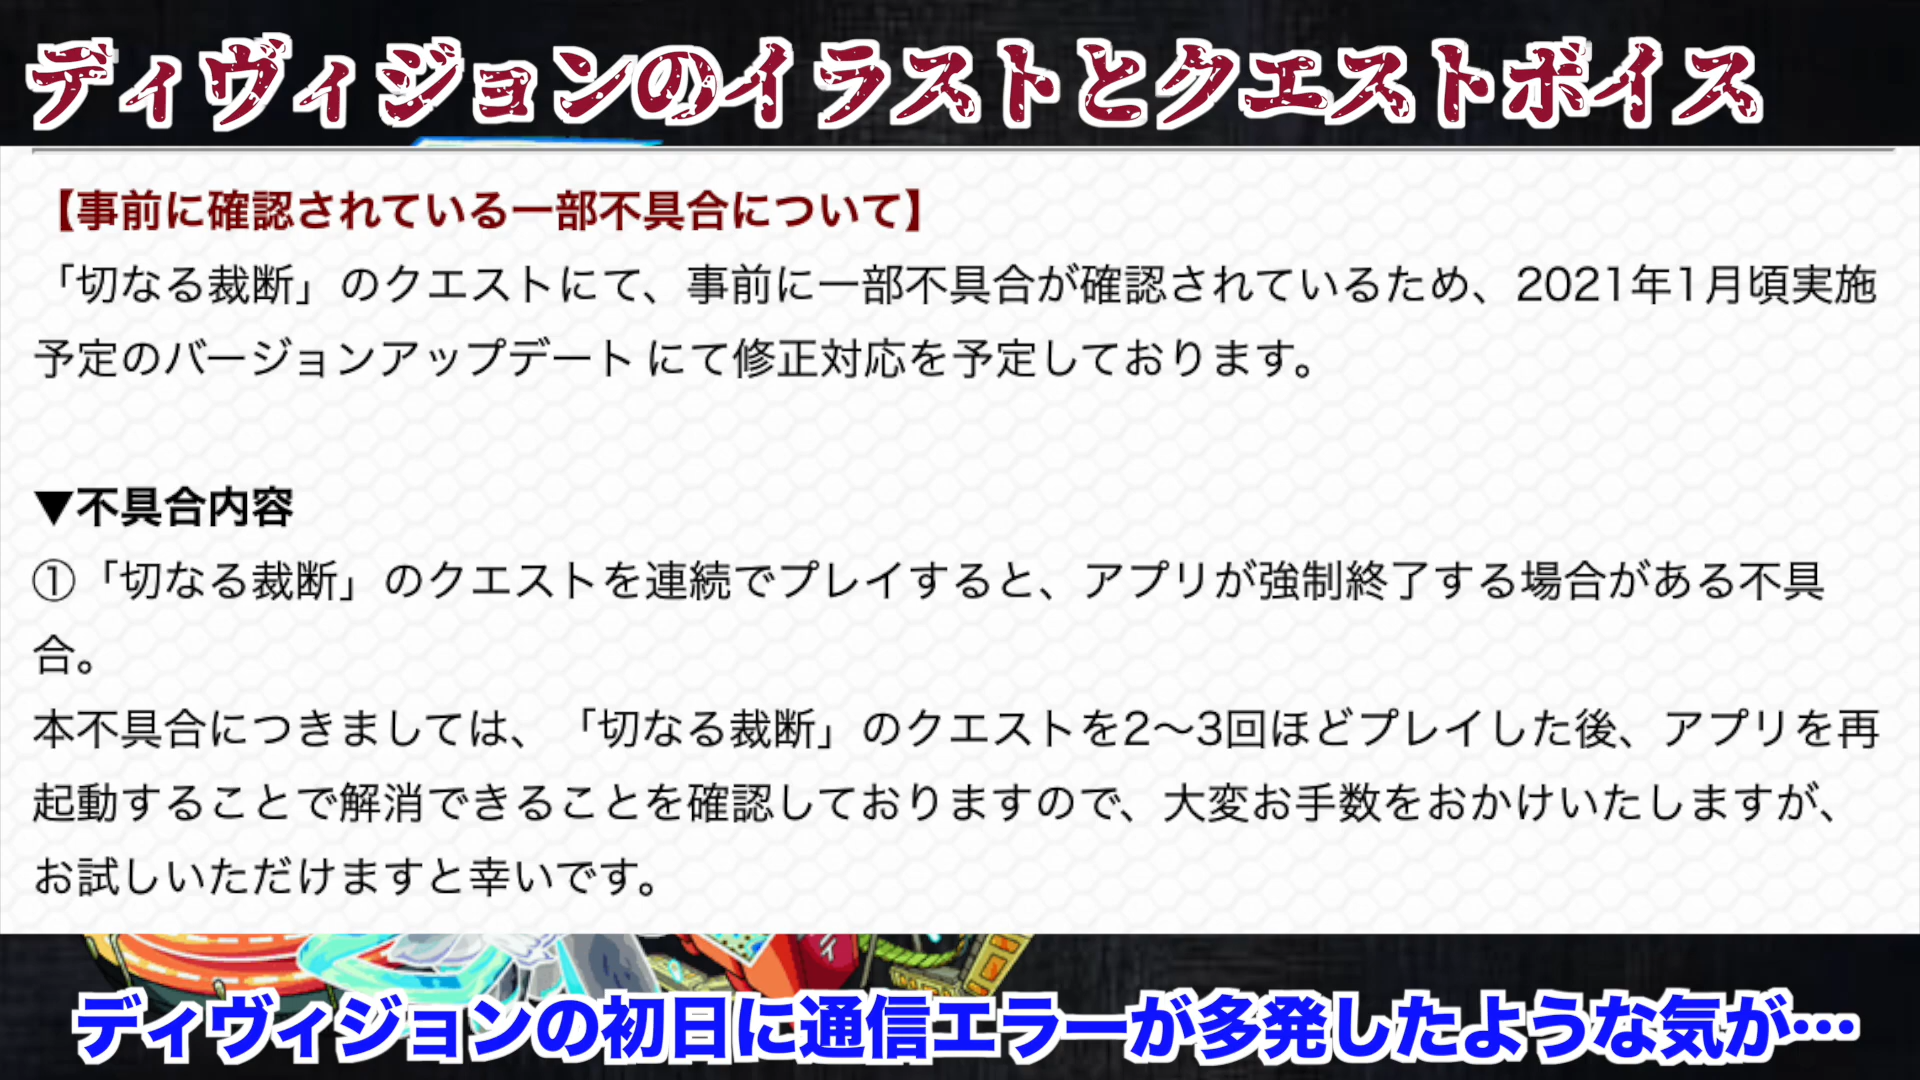 ディヴィジョンのイラストとクエストボイス
【事前に確認されている一部不具合について】
「切なる裁断」のクエストにて、事前に一部不具合が確認されているため、2021年1月頃実施
予定のバージョンアップデート にて修正対応を予定しております。
▼不具合内容
①「切なる裁断」のクエストを連続でプレイすると、アプリが強制終了する場合がある不具
合。
本不具合につきましては、「切なる裁断」のクエストを2〜3回ほどプレイした後、アプリを再
起動することで解消できることを確認しておりますので、大変お手数をおかけいたしますが、
お試しいただけますと幸いです。
ディヴィジョンの初日に通信エラーが多発したような気が…